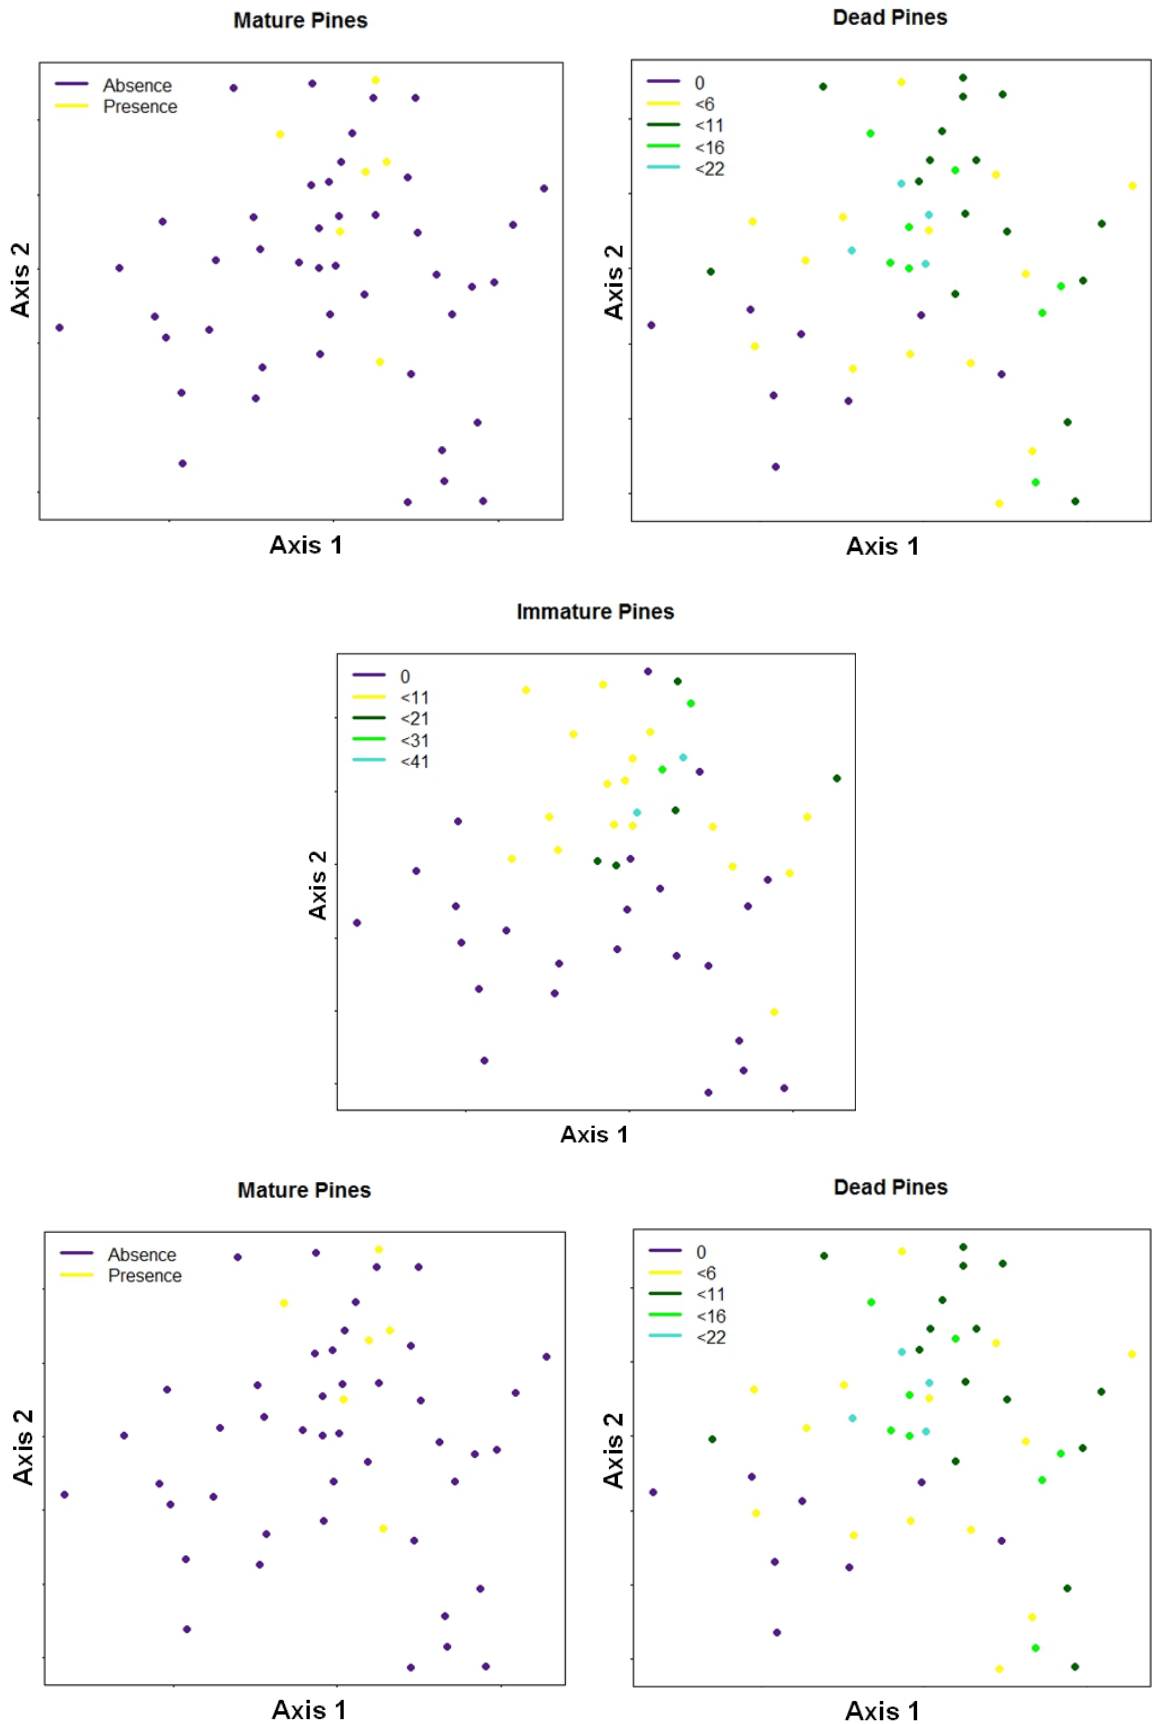 Mature Pines
Absence
Presence
Axis 2
Axis 1
Dead Pines
0
<6
<11
<16
<22
Axis 2
Axis 1
Immature Pines
0
<11
<21
<31
<41
Axis 2
Axis 1
Mature Pines
Absence
Presence
Axis 2
Axis 1
Dead Pines
0
<6
<11
<16
<22
Axis 2
Axis 1